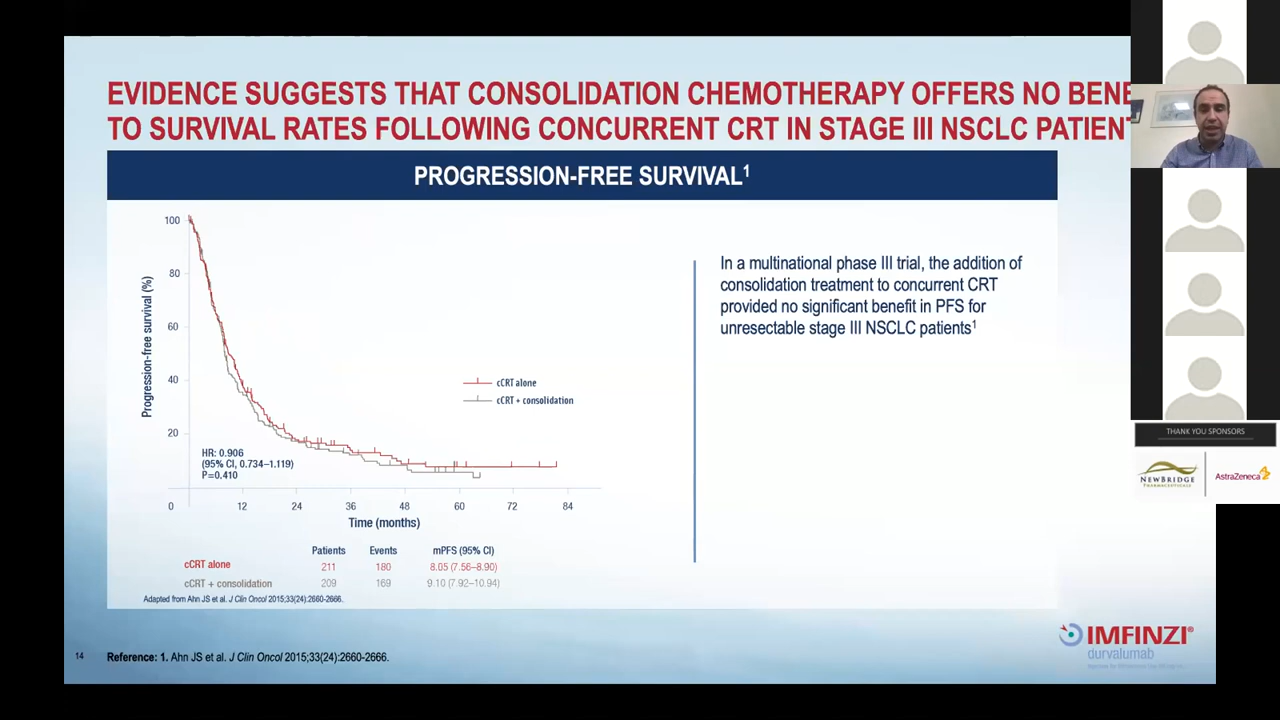 EVIDENCE SUGGESTS THAT CONSOLIDATION CHEMOTHERAPY OFFERS NO BENE
TO SURVIVAL RATES FOLLOWING CONCURRENT CRT IN STAGE III NSCLC PATIEN
PROGRESSION-FREE SURVIVAL1
Progression-free survival (%)
100
80
60
40
20
0
12
24
36
48
60
72
84
Time (months)
cCRT alone
cCRT + consolidation
HR: 0.906
(95% CI, 0.734–1.119)
P=0.410
Patients Events mPFS (95% CI)
cCRT alone 211 180 8.05 (7.56–8.90)
cCRT + consolidation 209 169 9.10 (7.92–10.94)
Adapted from Ahn JS et al. J Clin Oncol 2015;33(24):2660-2666.
In a multinational phase III trial, the addition of
consolidation treatment to concurrent CRT
provided no significant benefit in PFS for
unresectable stage III NSCLC patients1
THANK YOU SPONSORS
NEWBRIDGE
PHARMACEUTICALS
AstraZeneca
IMFINZI®
durvalumab
14
Reference: 1. Ahn JS et al. J Clin Oncol 2015;33(24):2660-2666.